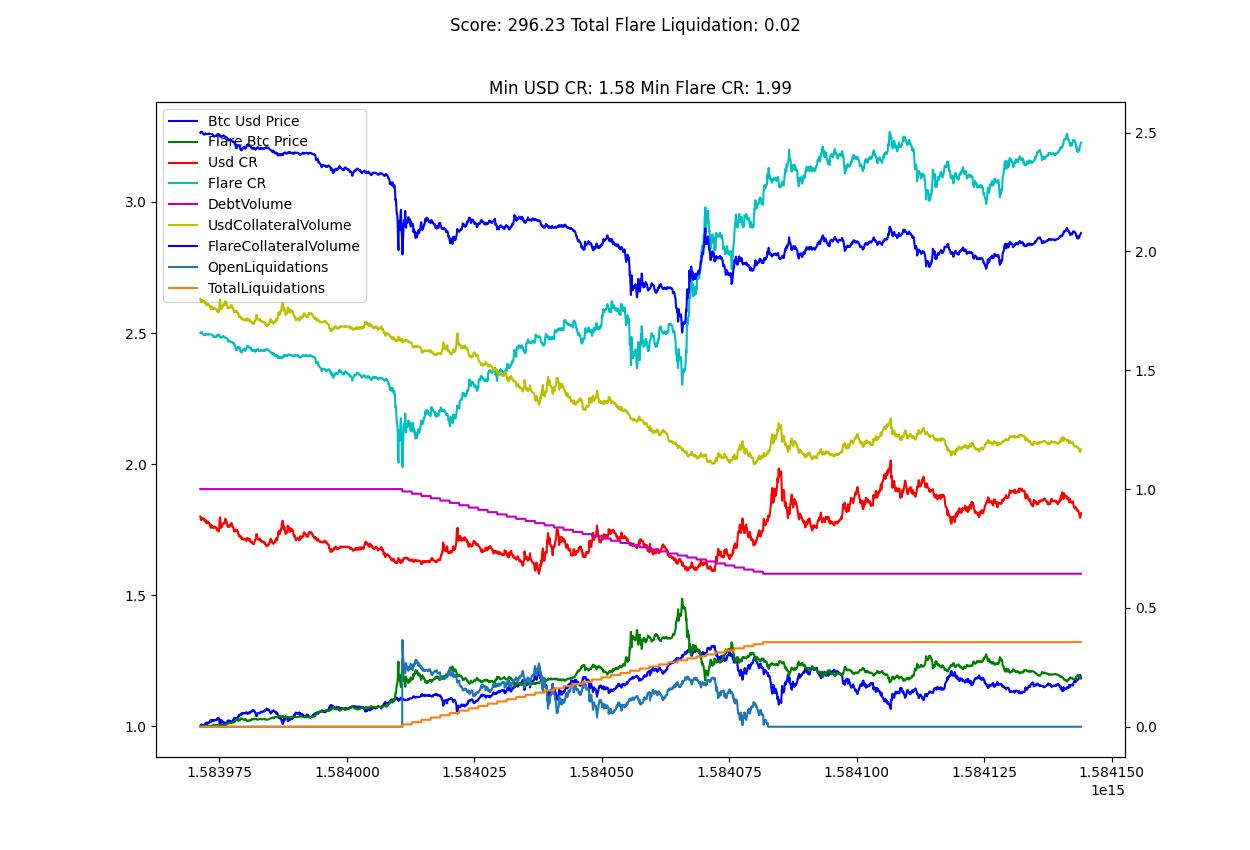 Score: 296.23 Total Flare Liquidation: 0.02
Min USD CR: 1.58 Min Flare CR: 1.99
Btc Usd Price
Flare Btc Price
Usd CR
Flare CR
DebtVolume
UsdCollateralVolume
FlareCollateralVolume
OpenLiquidations
TotalLiquidations
3.0
2.5
2.0
1.5
1.0
2.5
2.0
1.5
1.0
0.5
0.0
1.583975 1.584000 1.584025 1.584050 1.584075 1.584100 1.584125 1.584150
1e15